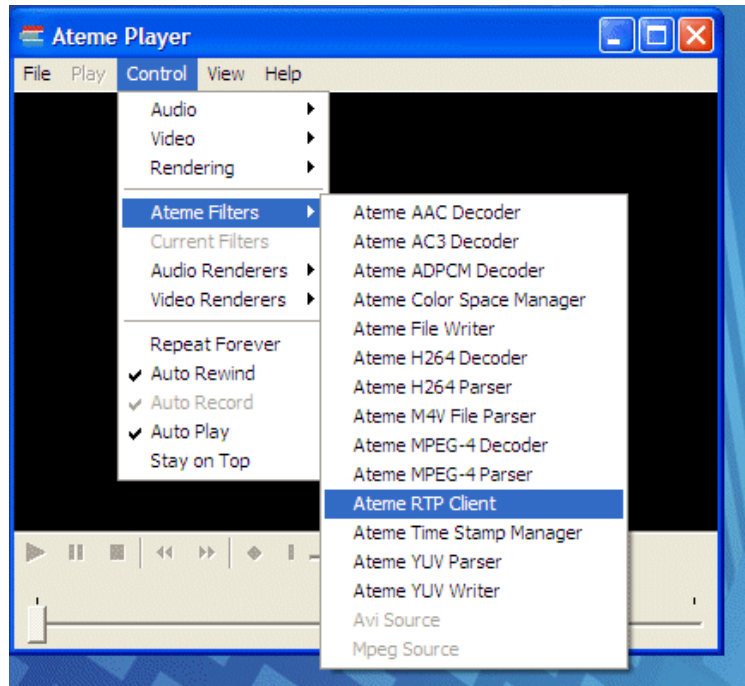 Ateme Player
File Play Control View Help
Audio
Video
Rendering
Ateme Filters
Current Filters
Audio Renderers
Video Renderers
Repeat Forever
Auto Rewind
Auto Record
Auto Play
Stay on Top
Ateme AAC Decoder
Ateme AC3 Decoder
Ateme ADPCM Decoder
Ateme Color Space Manager
Ateme File Writer
Ateme H264 Decoder
Ateme H264 Parser
Ateme M4V File Parser
Ateme MPEG-4 Decoder
Ateme MPEG-4 Parser
Ateme RTP Client
Ateme Time Stamp Manager
Ateme YUV Parser
Ateme YUV Writer
Avi Source
Mpeg Source